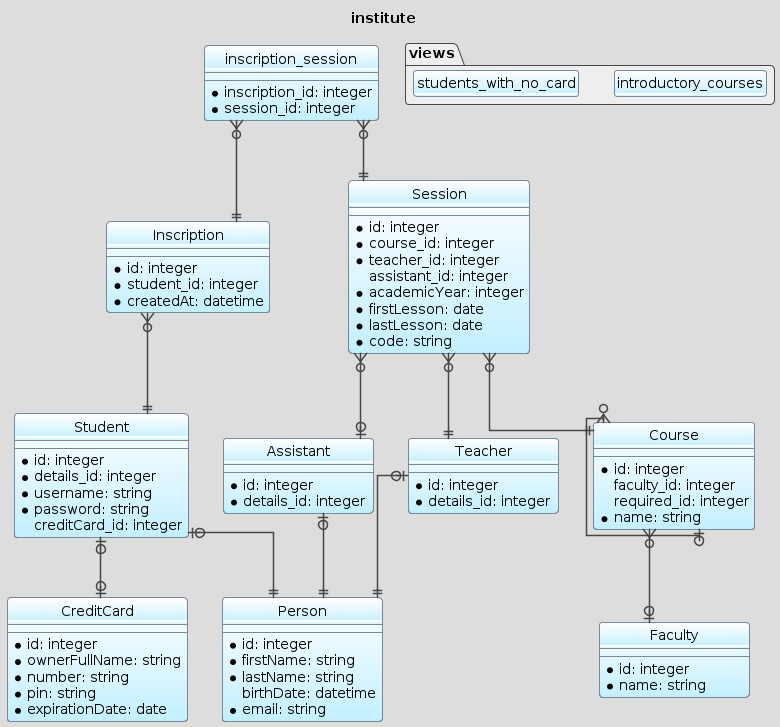 institute
inscription_session
• inscription_id: integer
• session_id: integer
views
students_with_no_card
introductory_courses
Session
• id: integer
• course_id: integer
• teacher_id: integer
assistant_id: integer
• academicYear: integer
• firstLesson: date
• lastLesson: date
• code: string
Inscription
• id: integer
• student_id: integer
• createdAt: datetime
Student
• id: integer
• details_id: integer
• username: string
• password: string
creditCard_id: integer
Assistant
• id: integer
• details_id: integer
Teacher
• id: integer
• details_id: integer
Course
• id: integer
faculty_id: integer
required_id: integer
• name: string
CreditCard
• id: integer
• ownerFullName: string
• number: string
• pin: string
• expirationDate: date
Person
• id: integer
• firstName: string
• lastName: string
birthDate: datetime
• email: string
Faculty
• id: integer
• name: string